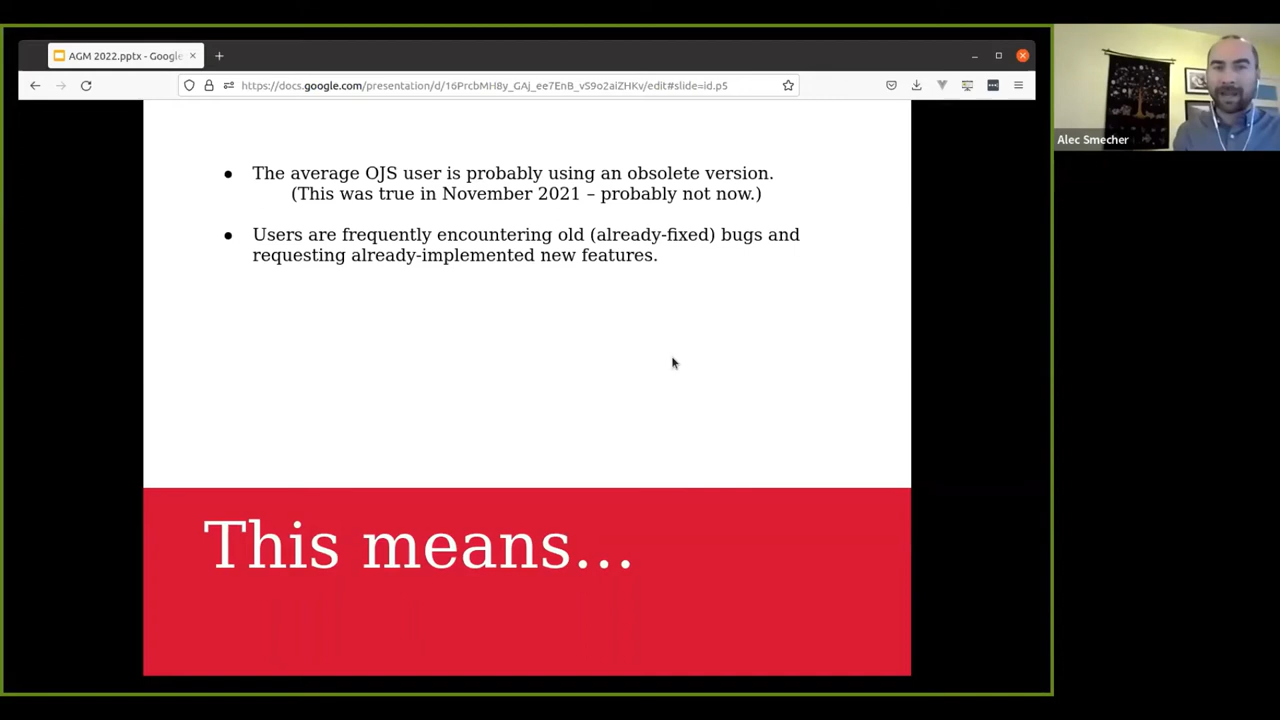 AGM 2022.pptx - Google
https://docs.google.com/presentation/d/16PrcbMH8y_GAj_ee7EnB_vS9o2aiZHKv/edit#slide=id.p5
Alec Smecher
● The average OJS user is probably using an obsolete version.
(This was true in November 2021 – probably not now.)
● Users are frequently encountering old (already-fixed) bugs and
requesting already-implemented new features.
This means...